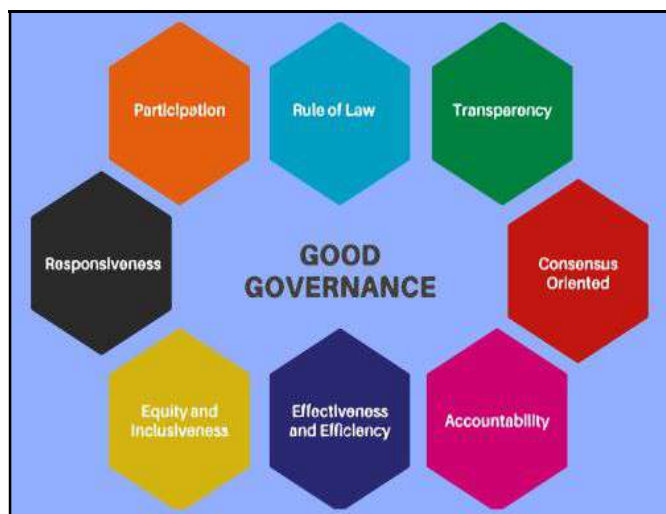 Participation
Rule of Law
Transparency
Responsiveness
GOOD
GOVERNANCE
Consensus
Oriented
Equity and
Inclusiveness
Effectiveness
and Efficiency
Accountability